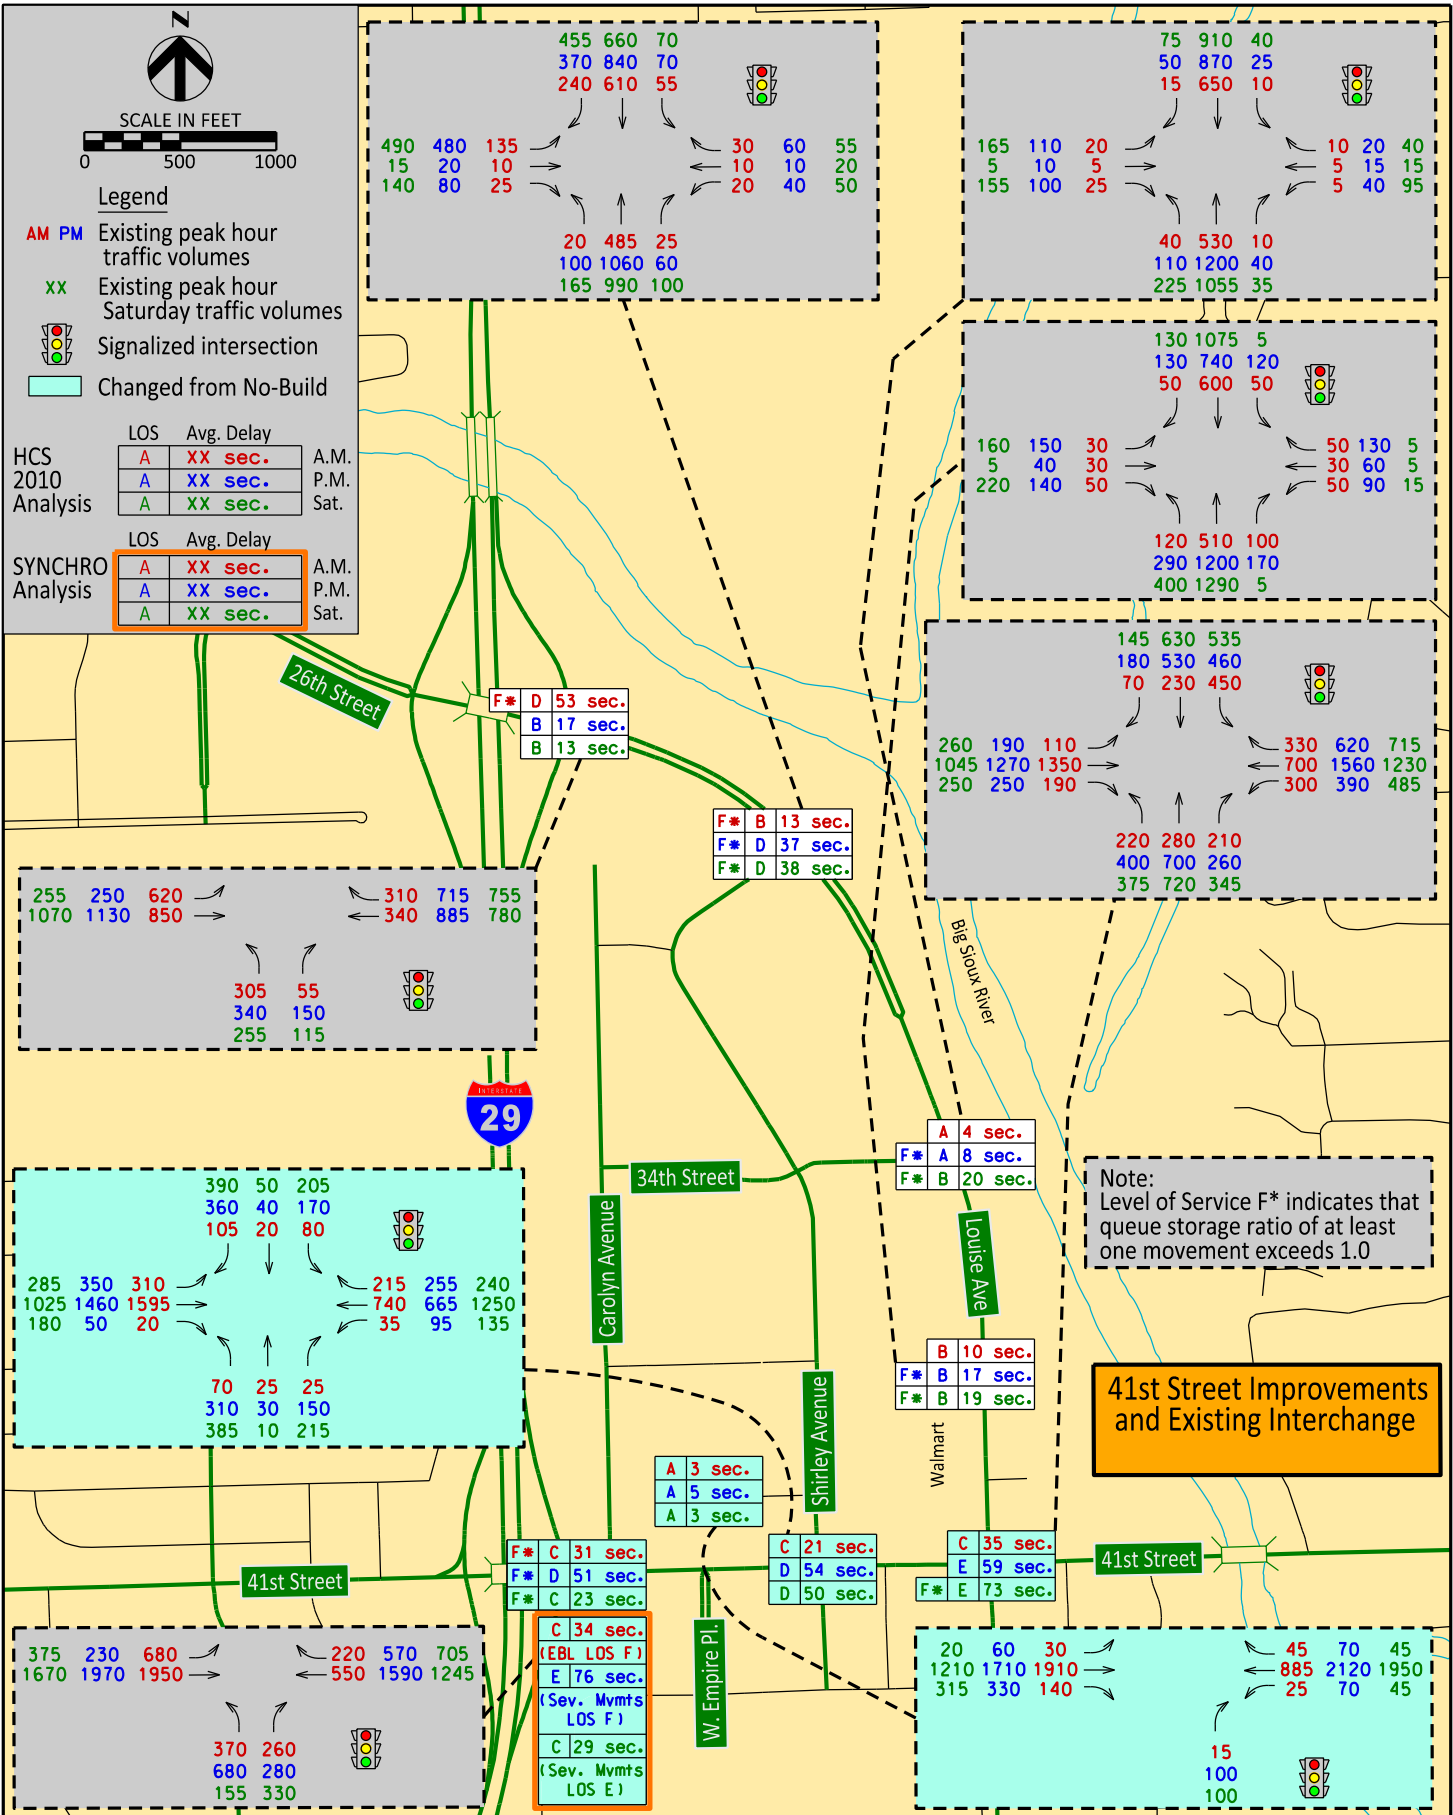 N
SCALE IN FEET
0 500 1000
Legend
AM PM Existing peak hour
traffic volumes
XX Existing peak hour
Saturday traffic volumes
Signalized intersection
Changed from No-Build
LOS Avg. Delay
HCS A XX sec. A.M.
2010 A XX sec. P.M.
Analysis A XX sec. Sat.
LOS Avg. Delay
SYNCHRO A XX sec. A.M.
Analysis A XX sec. P.M.
A XX sec. Sat.
455 660 70
370 840 70
240 610 55
490 480 135 30 60 55
15 20 10 10 10 20
140 80 25 20 40 50
20 485 25
100 1060 60
165 990 100
75 910 40
50 870 25
15 650 10
165 110 20 10 20 40
5 10 5 5 15 15
155 100 25 5 40 95
40 530 10
110 1200 40
225 1055 35
130 1075 5
130 740 120
50 600 50
160 150 30 50 130 5
5 40 30 30 60 5
220 140 50 50 90 15
120 510 100
290 1200 170
400 1290 5
145 630 535
180 530 460
70 230 450
260 190 110 330 620 715
1045 1270 1350 700 1560 1230
250 250 190 300 390 485
220 280 210
400 700 260
375 720 345
26th Street
F* D 53 sec.
B 17 sec.
B 13 sec.
F* B 13 sec.
F* D 37 sec.
F* D 38 sec.
255 250 620 310 715 755
1070 1130 850 340 885 780
305 55
340 150
255 115
Big Sioux River
INTERSTATE
29
A 4 sec.
F* A 8 sec.
F* B 20 sec.
34th Street
Carolyn Avenue
Louise Ave
Note:
Level of Service F* indicates that
queue storage ratio of at least
one movement exceeds 1.0
390 50 205
360 40 170
105 20 80
285 350 310 215 255 240
1025 1460 1595 740 665 1250
180 50 20 35 95 135
70 25 25
310 30 150
385 10 215
B 10 sec.
F* B 17 sec.
F* B 19 sec.
Shirley Avenue
Walmart
41st Street Improvements
and Existing Interchange
A 3 sec.
A 5 sec.
A 3 sec.
41st Street
F* C 31 sec.
F* D 51 sec.
F* C 23 sec.
C 21 sec.
D 54 sec.
D 50 sec.
C 35 sec.
E 59 sec.
F* E 73 sec.
41st Street
C 34 sec.
(EBL LOS F)
E 76 sec.
(Sev. Mvmts
LOS F)
C 29 sec.
(Sev. Mvmts
LOS E)
W. Empire Pl.
375 230 680 220 570 705
1670 1970 1950 550 1590 1245
370 260
680 280
155 330
20 60 30 45 70 45
1210 1710 1910 885 2120 1950
315 330 140 25 70 45
15
100
100